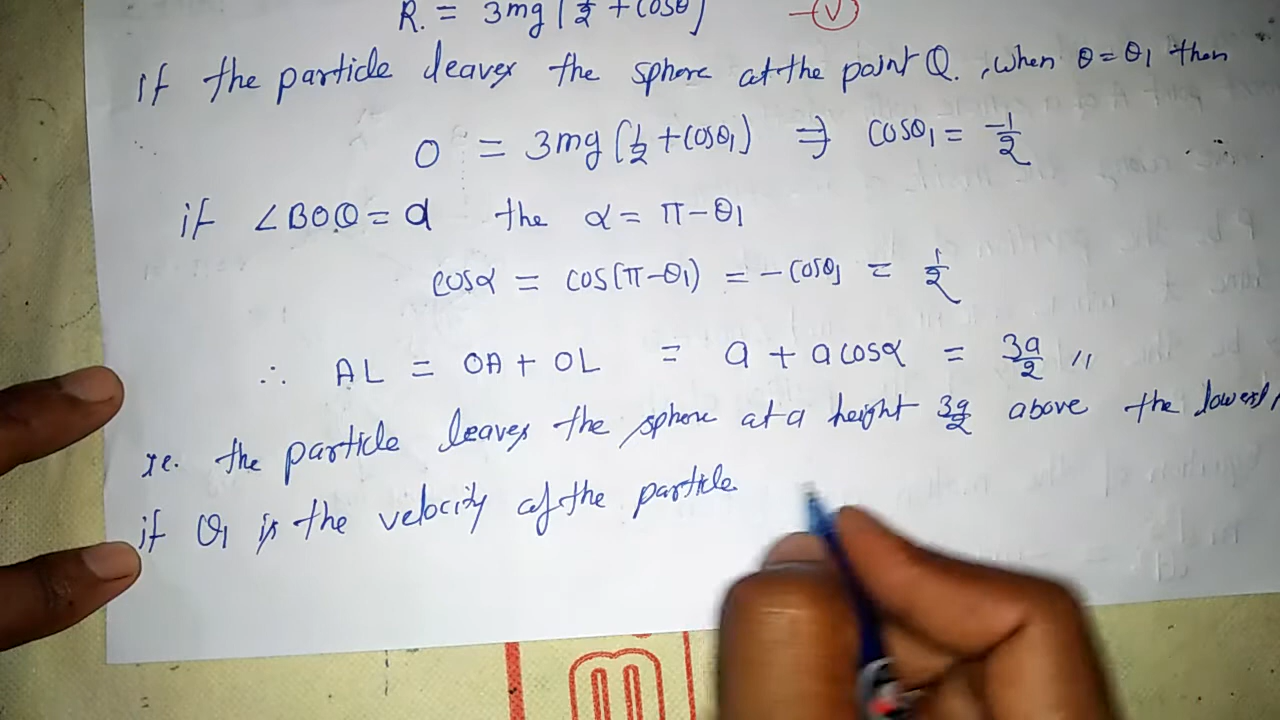 R. = 3mg[1/2 + cosθ] —(V)
if the particle leaves the sphere at the point Q. , when θ = θ1 then
0 = 3mg(1/2 + cosθ1) ⇒ cosθ1 = -1/2
if ∠BOQ = α the α = π-θ1
cosα = cos(π-θ1) = -cosθ1 = 1/2
∴ AL = OA + OL = a + a cosα = 3a/2 //
ie. the particle leaves the sphere at a height 3a/2 above the lowest
if v1 is the velocity of the particle